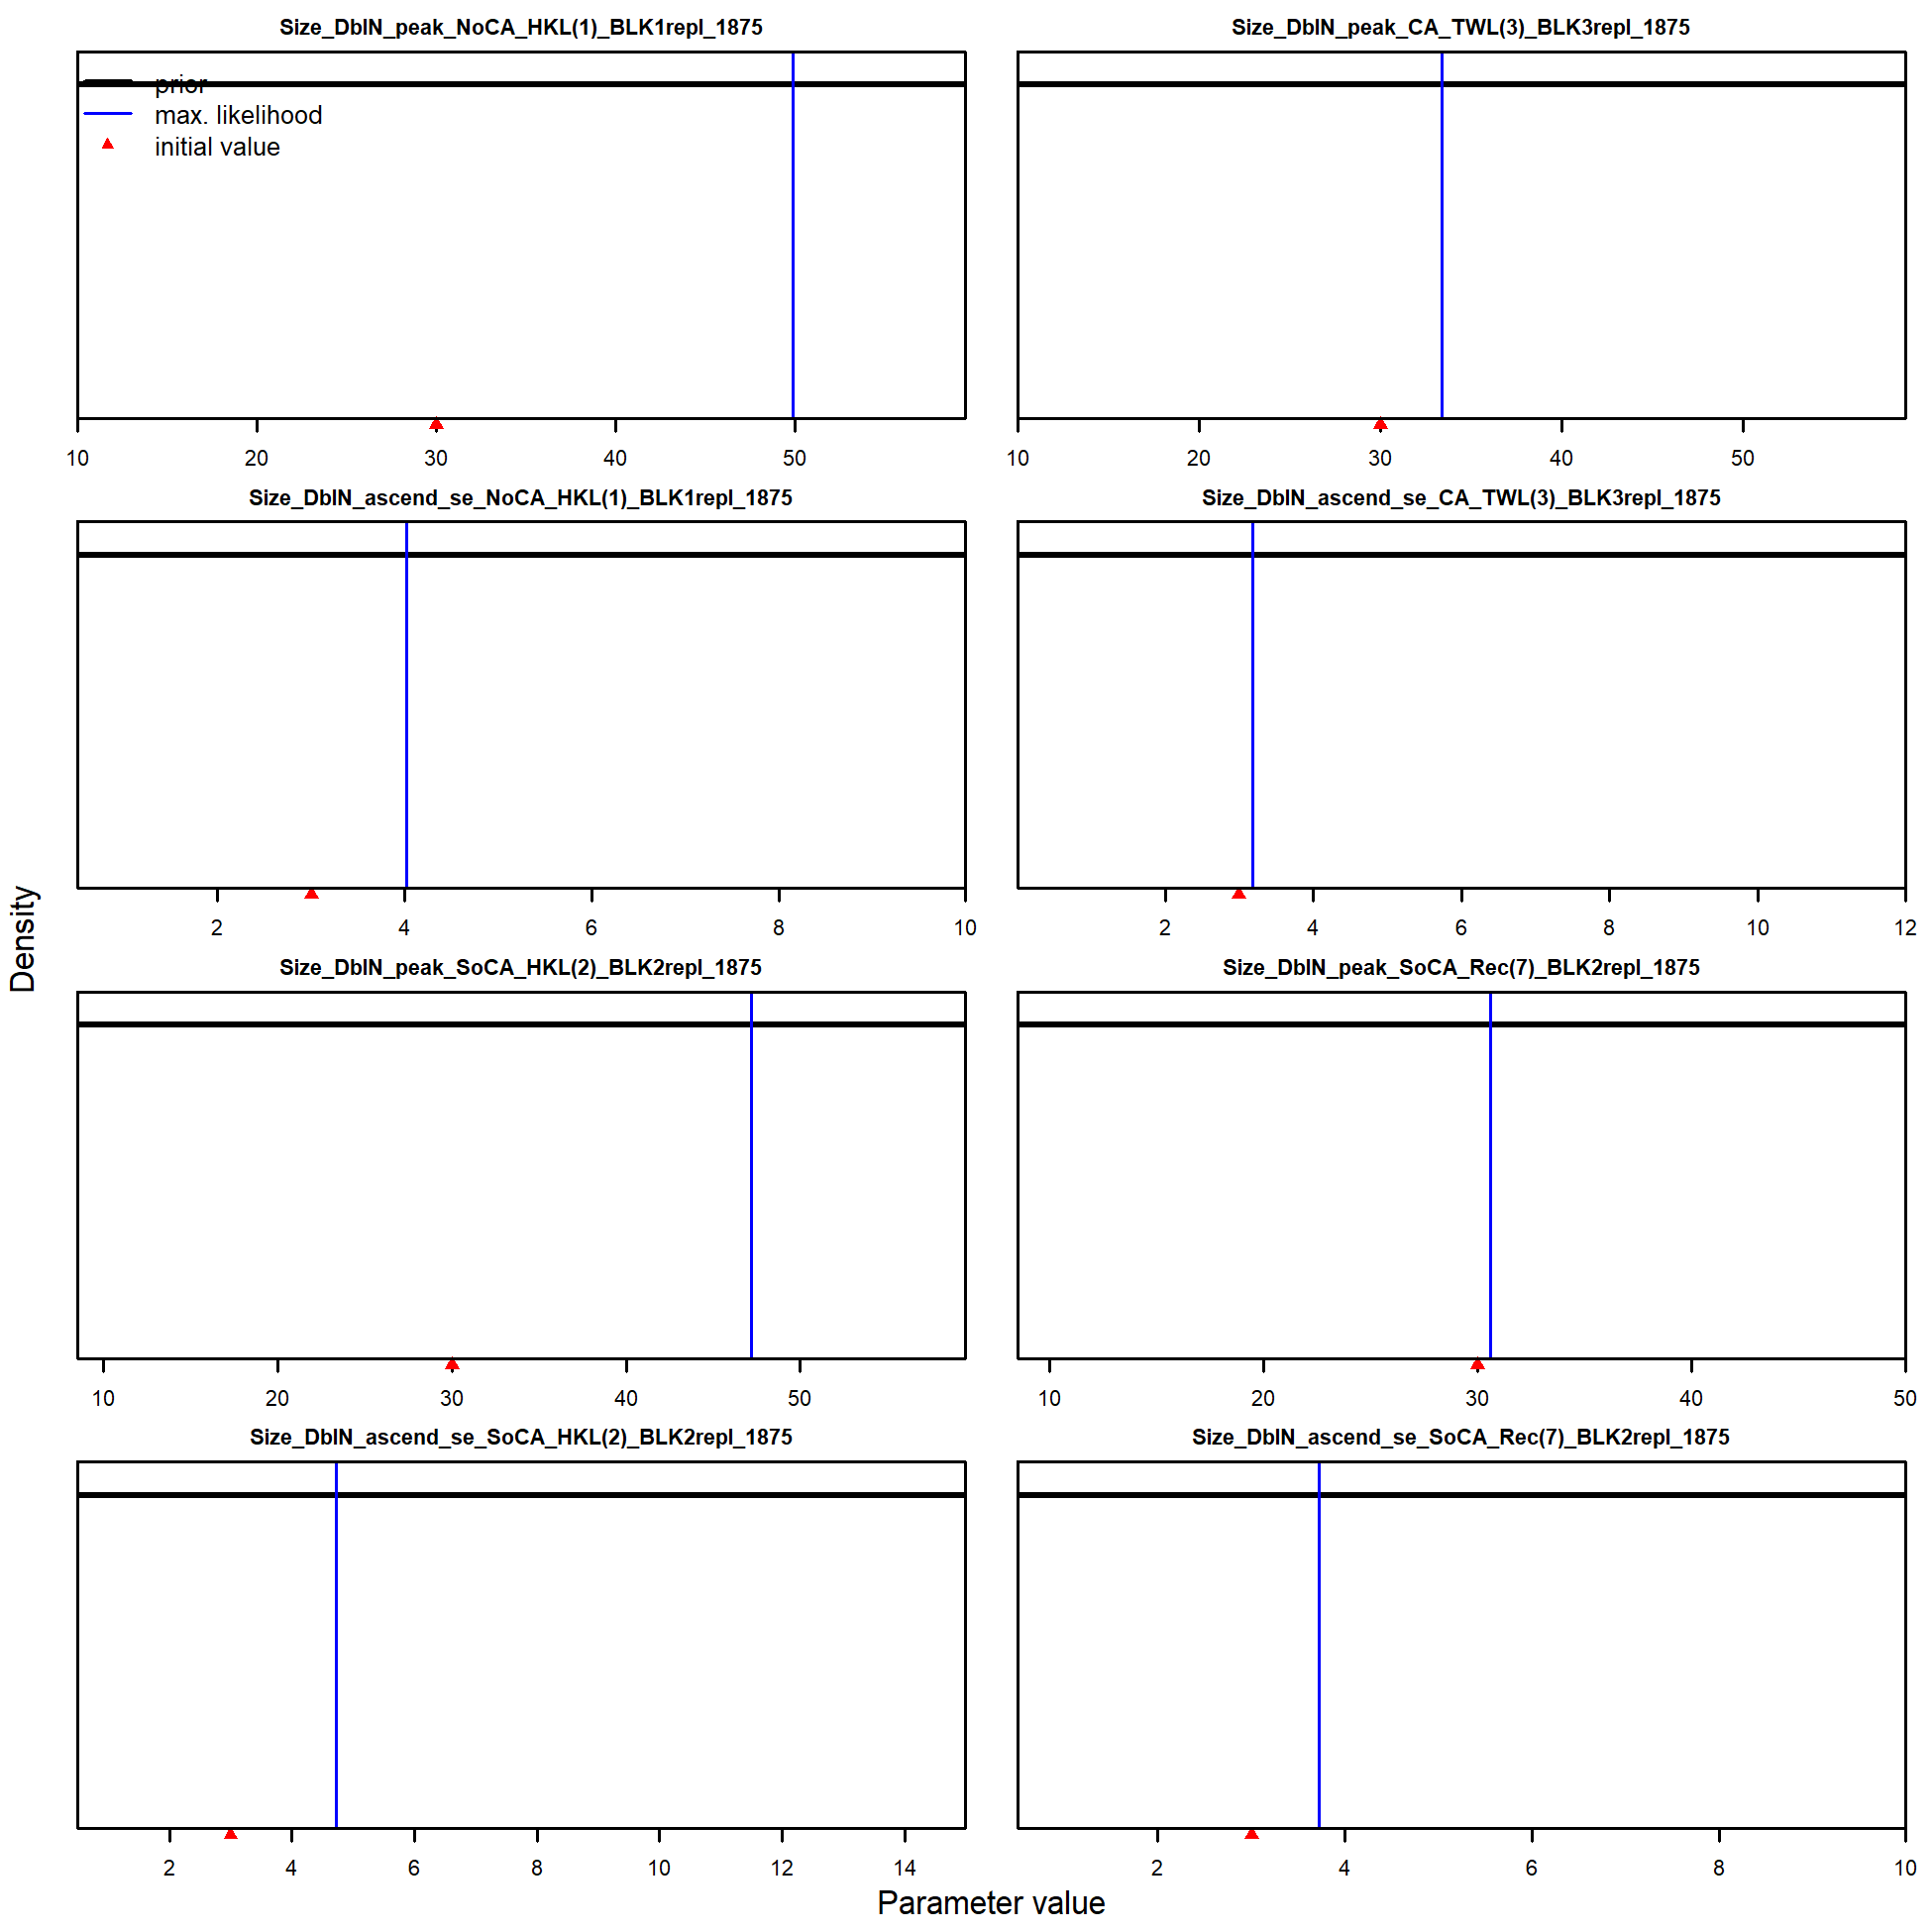 Size_DblN_peak_NoCA_HKL(1)_BLK1repl_1875
prior
max. likelihood
initial value
10 20 30 40 50
Size_DblN_peak_CA_TWL(3)_BLK3repl_1875
10 20 30 40 50
Size_DblN_ascend_se_NoCA_HKL(1)_BLK1repl_1875
2 4 6 8 10
Size_DblN_ascend_se_CA_TWL(3)_BLK3repl_1875
2 4 6 8 10 12
Density
Size_DblN_peak_SoCA_HKL(2)_BLK2repl_1875
10 20 30 40 50
Size_DblN_peak_SoCA_Rec(7)_BLK2repl_1875
10 20 30 40 50
Size_DblN_ascend_se_SoCA_HKL(2)_BLK2repl_1875
2 4 6 8 10 12 14
Size_DblN_ascend_se_SoCA_Rec(7)_BLK2repl_1875
2 4 6 8 10
Parameter value